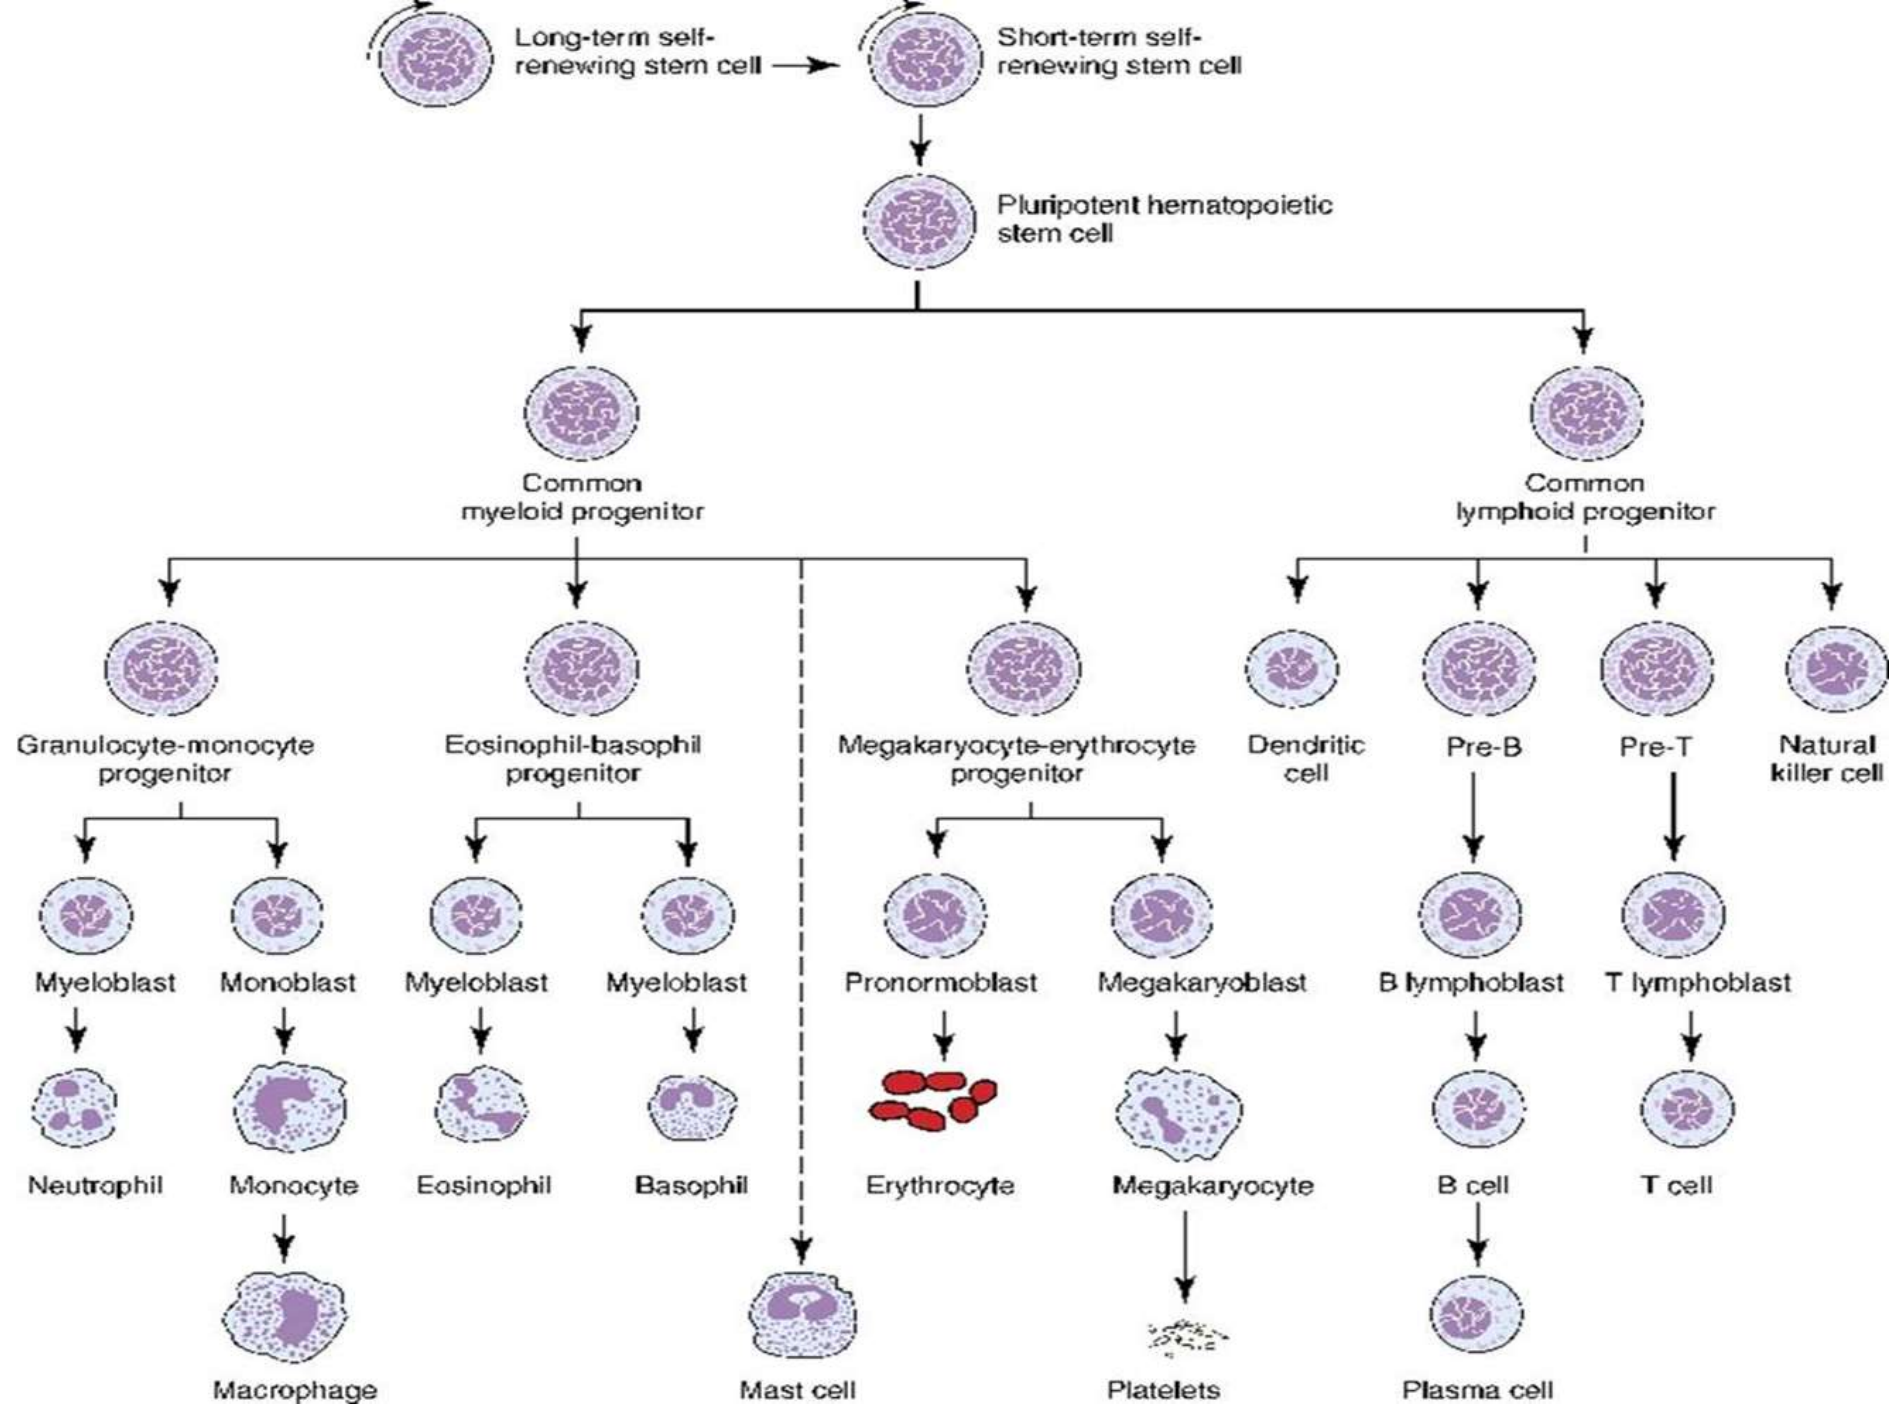 Long-term self-
renewing stem cell
Short-term self-
renewing stem cell
Pluripotent hematopoietic
stem cell
Common
myeloid progenitor
Common
lymphoid progenitor
Granulocyte-monocyte
progenitor
Eosinophil-basophil
progenitor
Megakaryocyte-erythrocyte
progenitor
Dendritic
cell
Pre-B
Pre-T
Natural
killer cell
Myeloblast
Monoblast
Myeloblast
Myeloblast
Pronormoblast
Megakaryoblast
B lymphoblast
T lymphoblast
Neutrophil
Monocyte
Eosinophil
Basophil
Erythrocyte
Megakaryocyte
B cell
T cell
Macrophage
Mast cell
Platelets
Plasma cell